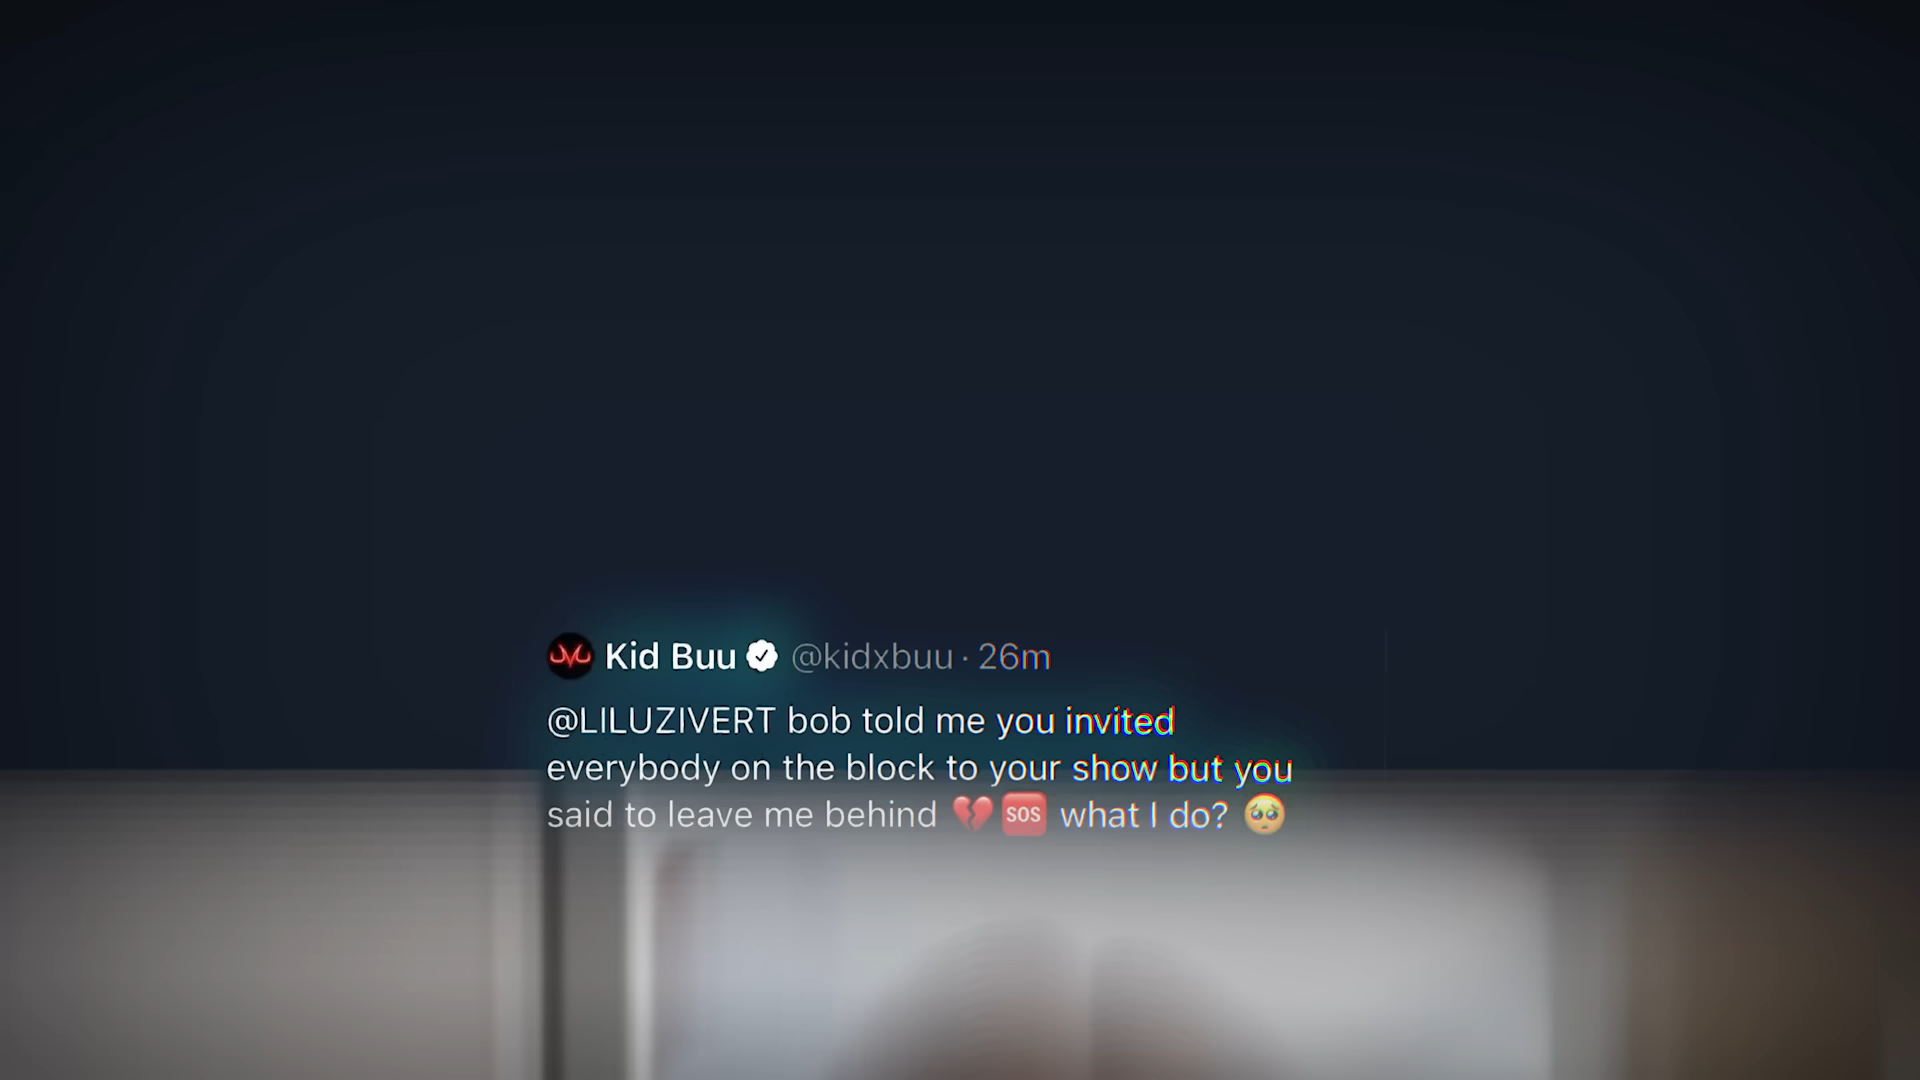 Kid Buu @kidxbuu · 26m
@LILUZIVERT bob told me you invited
everybody on the block to your show but you
said to leave me behind 💔🆘 what I do? 🥺